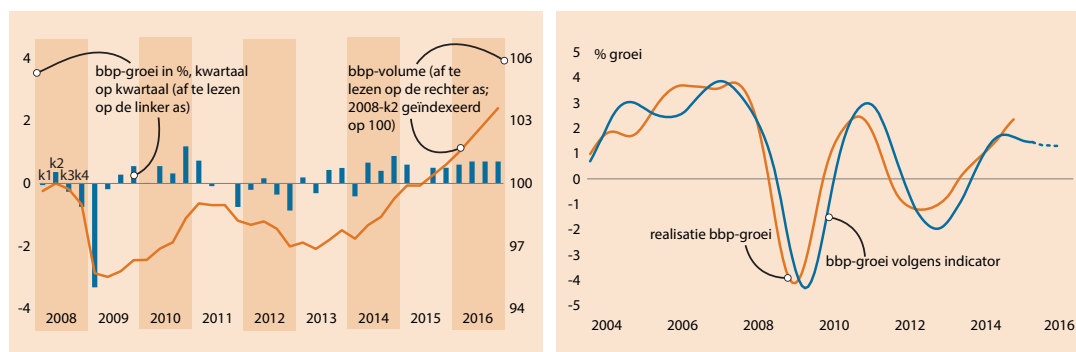 4
2
0
-2
-4
106
103
100
97
94
bbp-groei in %, kwartaal
op kwartaal (af te lezen
op de linker as)
bbp-volume (af te
lezen op de rechter as;
2008-k2 geïndexeerd
op 100)
k2
k1 k3k4
2008 2009 2010 2011 2012 2013 2014 2015 2016
% groei
5
4
3
2
1
0
-1
-2
-3
-4
-5
realisatie bbp-groei
bbp-groei volgens indicator
2004 2006 2008 2010 2012 2014 2016